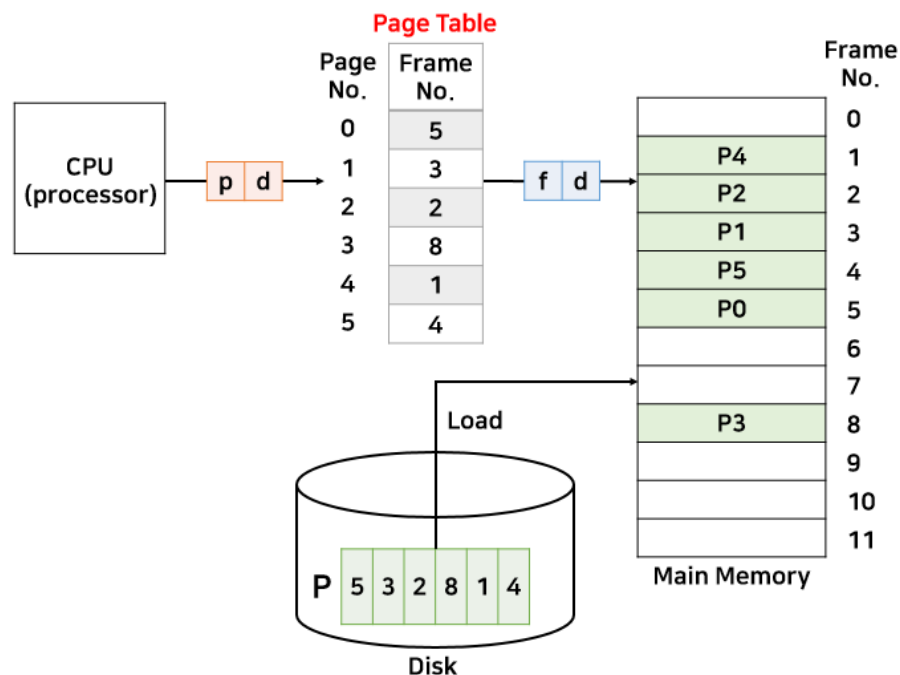 Page Table
Page
No.
Frame
No.
0
5
1
3
2
2
3
8
4
1
5
4
CPU
(processor)
p d
f d
Frame
No.
0
P4 1
P2 2
P1 3
P5 4
P0 5
6
7
P3 8
9
10
11
Main Memory
Load
P 5 3 2 8 1 4
Disk